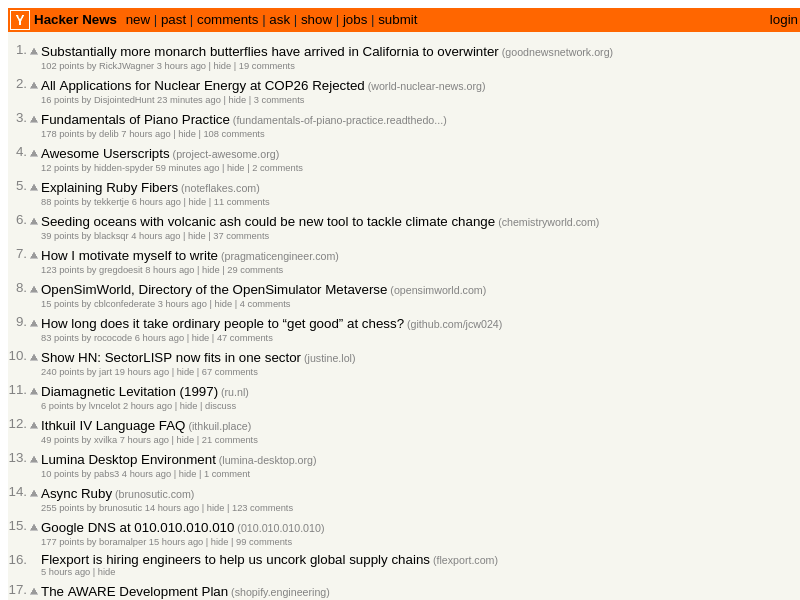 Y Hacker News new | past | comments | ask | show | jobs | submit login
1. Substantially more monarch butterflies have arrived in California to overwinter (goodnewsnetwork.org)
102 points by RickJWagner 3 hours ago | hide | 19 comments
2. All Applications for Nuclear Energy at COP26 Rejected (world-nuclear-news.org)
16 points by DisjointedHunt 23 minutes ago | hide | 3 comments
3. Fundamentals of Piano Practice (fundamentals-of-piano-practice.readthedo...)
178 points by delib 7 hours ago | hide | 108 comments
4. Awesome Userscripts (project-awesome.org)
12 points by hidden-spyder 59 minutes ago | hide | 2 comments
5. Explaining Ruby Fibers (noteflakes.com)
88 points by tekkertje 6 hours ago | hide | 11 comments
6. Seeding oceans with volcanic ash could be new tool to tackle climate change (chemistryworld.com)
39 points by blacksqr 4 hours ago | hide | 37 comments
7. How I motivate myself to write (pragmaticengineer.com)
123 points by gregdoesit 8 hours ago | hide | 29 comments
8. OpenSimWorld, Directory of the OpenSimulator Metaverse (opensimworld.com)
15 points by cblconfederate 3 hours ago | hide | 4 comments
9. How long does it take ordinary people to “get good” at chess? (github.com/jcw024)
83 points by rococode 6 hours ago | hide | 47 comments
10. Show HN: SectorLISP now fits in one sector (justine.lol)
240 points by jart 19 hours ago | hide | 67 comments
11. Diamagnetic Levitation (1997) (ru.nl)
6 points by lvncelot 2 hours ago | hide | discuss
12. Ithkuil IV Language FAQ (ithkuil.place)
49 points by xvilka 7 hours ago | hide | 21 comments
13. Lumina Desktop Environment (lumina-desktop.org)
10 points by pabs3 4 hours ago | hide | 1 comment
14. Async Ruby (brunosutic.com)
255 points by brunosutic 14 hours ago | hide | 123 comments
15. Google DNS at 010.010.010.010 (010.010.010.010)
177 points by boramalper 15 hours ago | hide | 99 comments
16. Flexport is hiring engineers to help us uncork global supply chains (flexport.com)
5 hours ago | hide
17. The AWARE Development Plan (shopify.engineering)